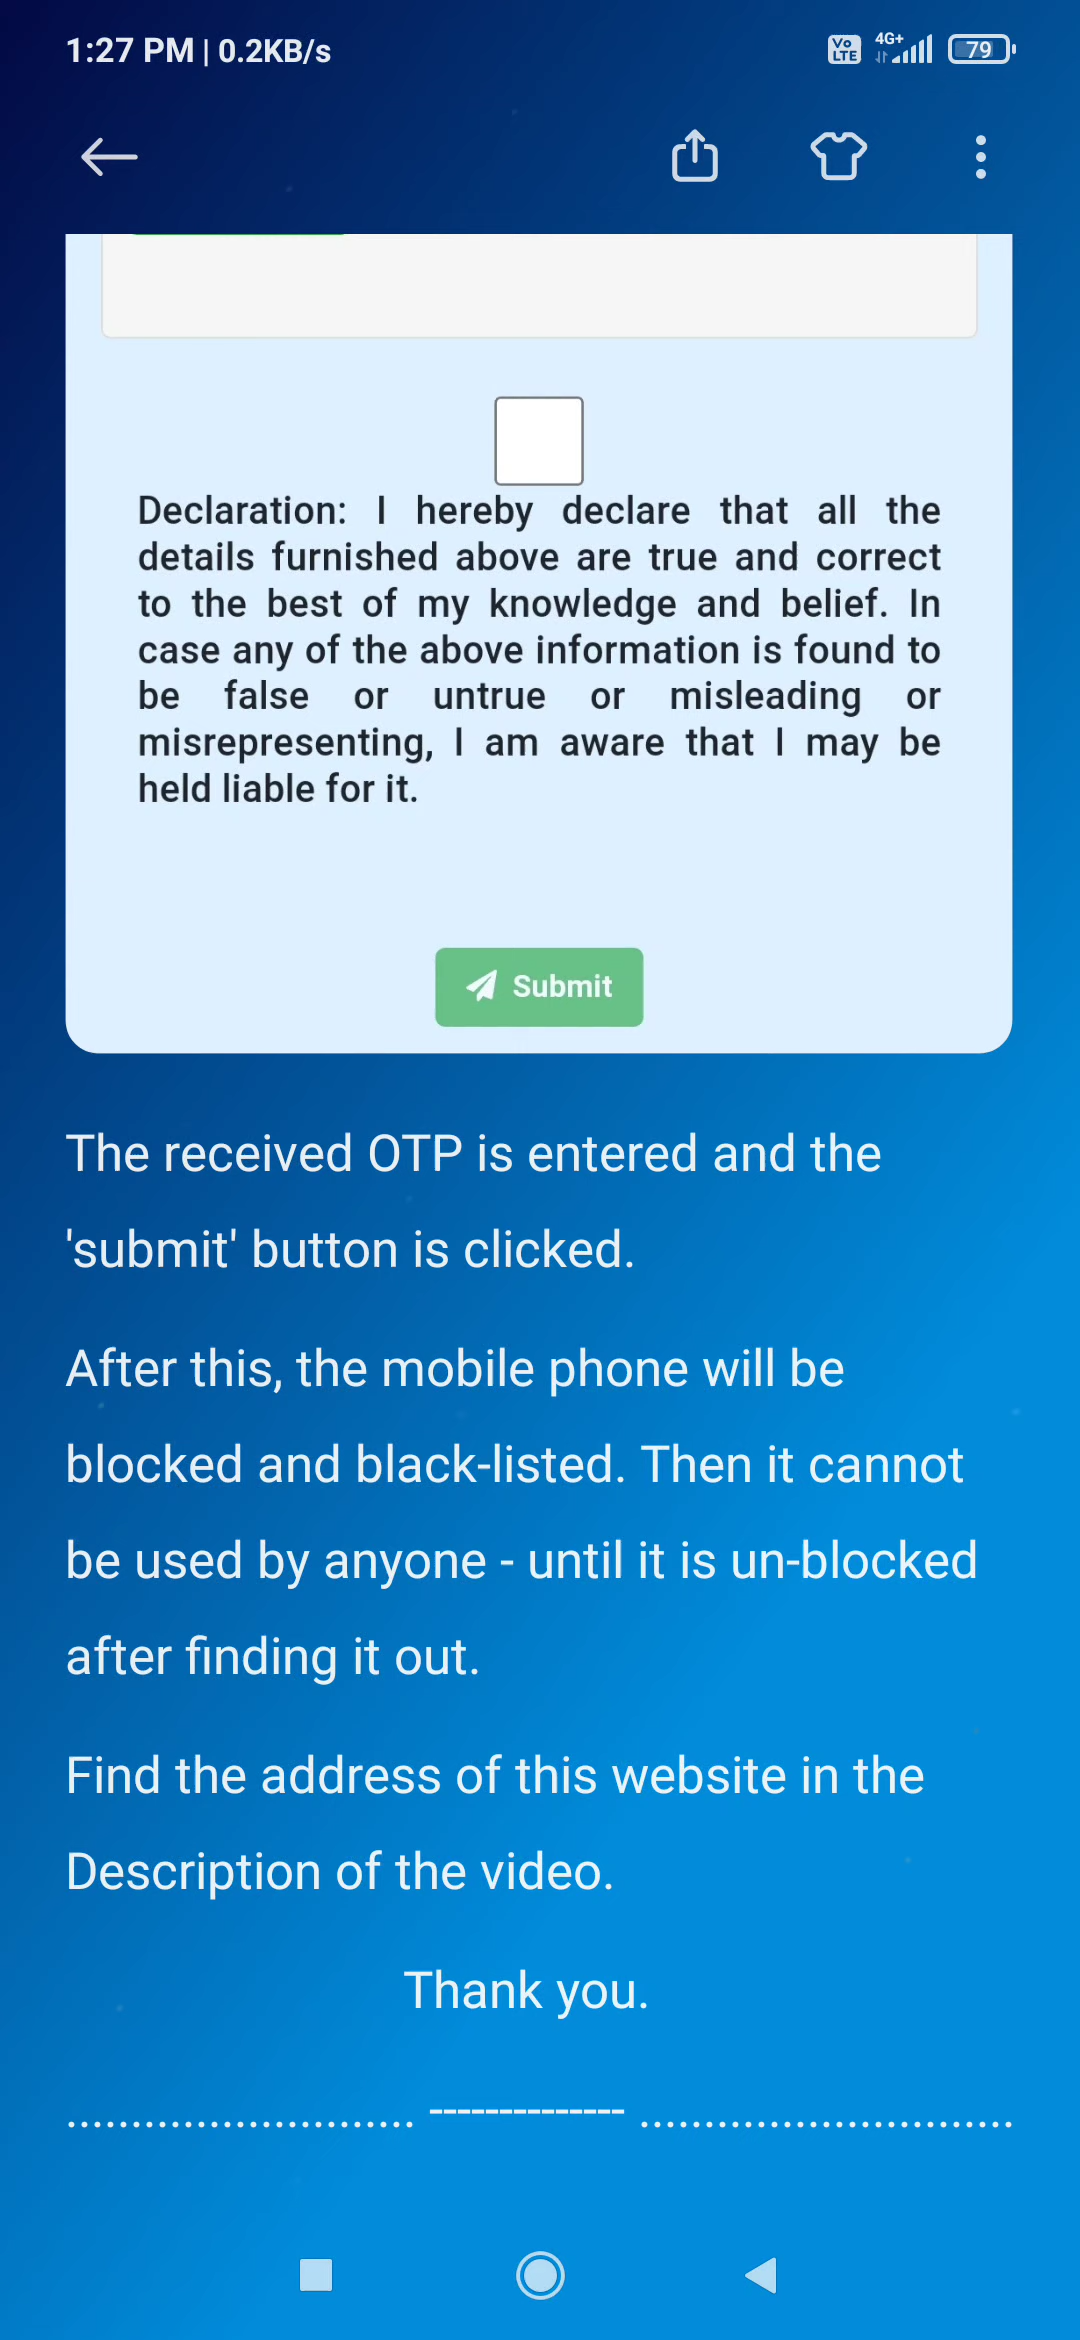 1:27 PM | 0.2KB/s
Vo LTE 4G+ 79
Declaration: I hereby declare that all the
details furnished above are true and correct
to the best of my knowledge and belief. In
case any of the above information is found to
be false or untrue or misleading or
misrepresenting, I am aware that I may be
held liable for it.
Submit
The received OTP is entered and the
'submit' button is clicked.
After this, the mobile phone will be
blocked and black-listed. Then it cannot
be used by anyone - until it is un-blocked
after finding it out.
Find the address of this website in the
Description of the video.
Thank you.
........................... -------------- .............................